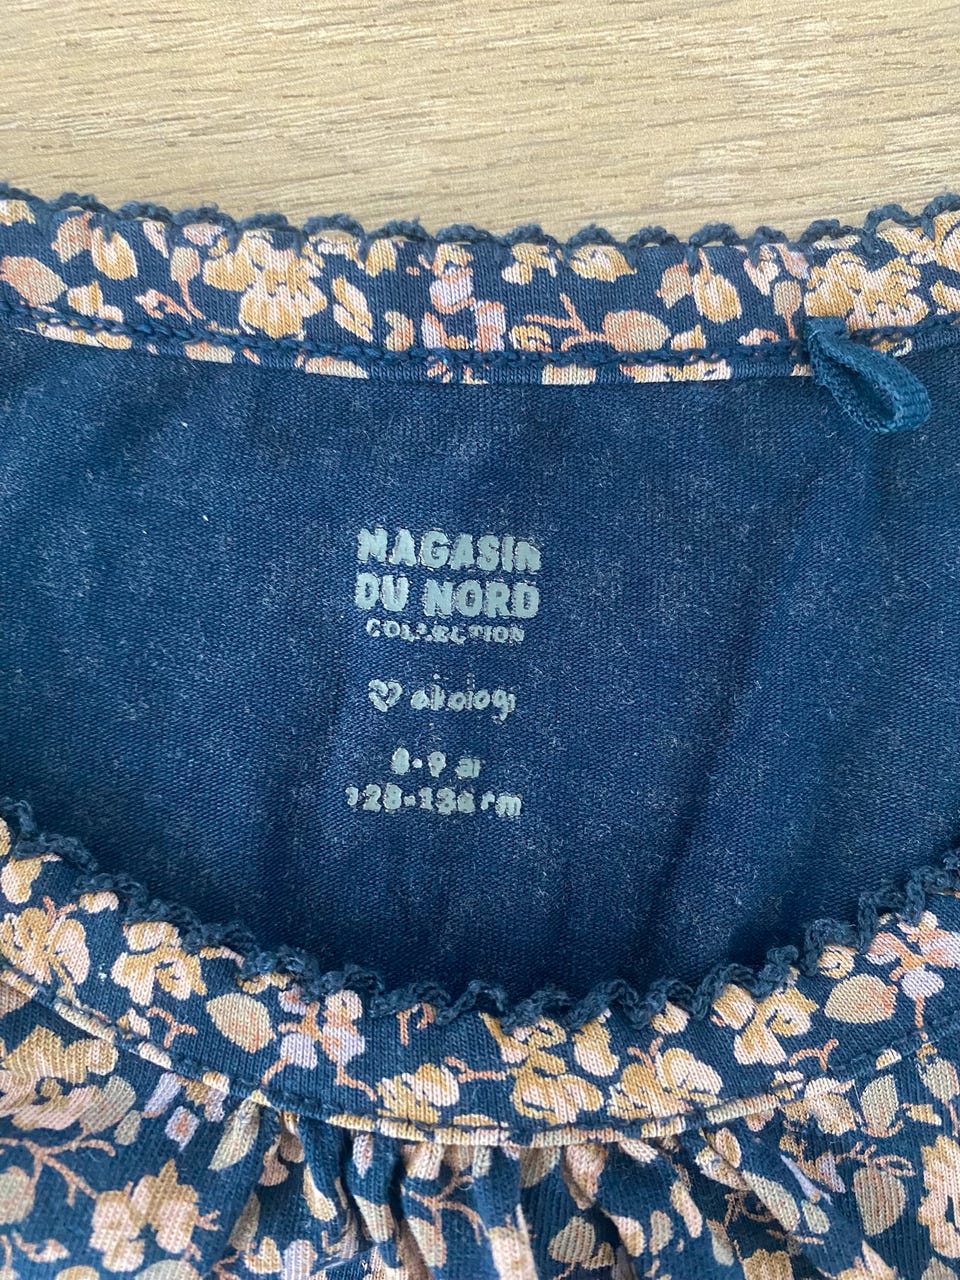 MAGASIN
DU NORD
COLLECTION
økologi
8-9 år
128-134 cm